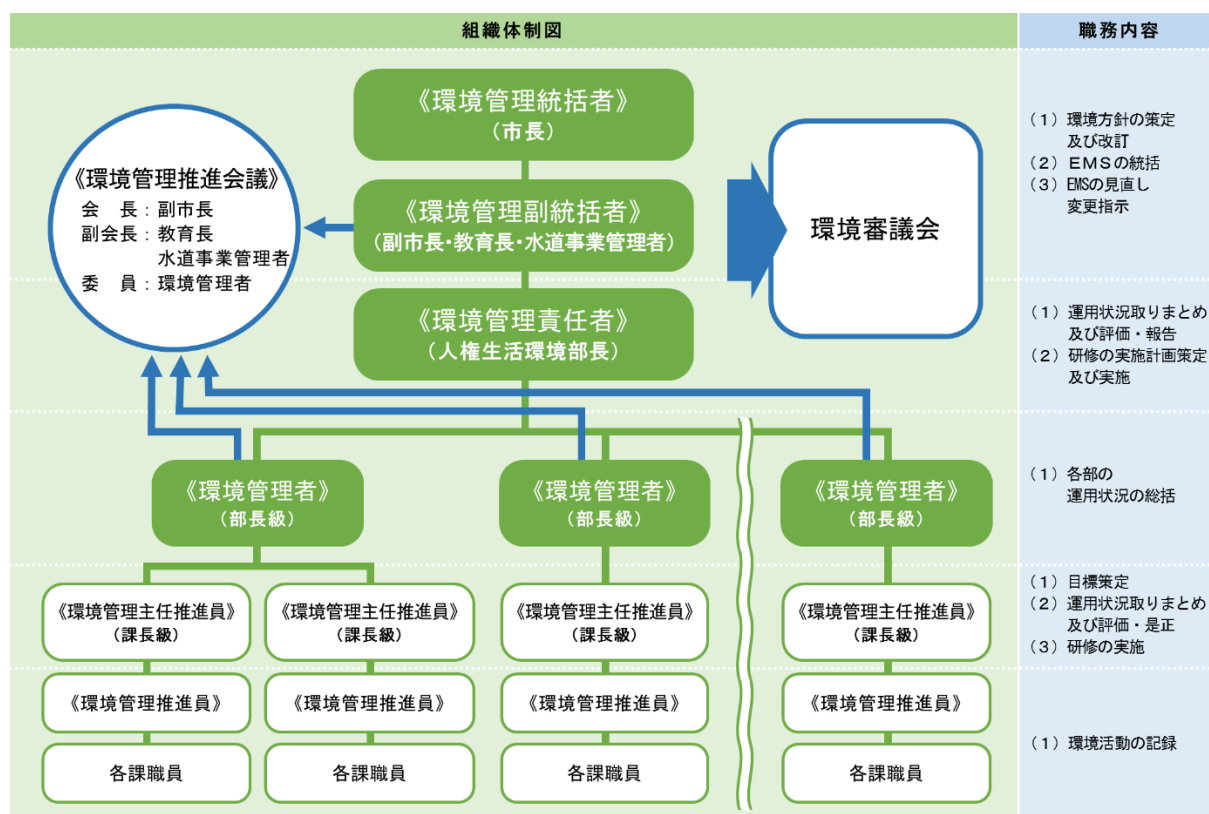 組織体制図
職務内容
《環境管理統括者》
（市長）
《環境管理推進会議》
会　長：副市長
副会長：教育長
水道事業管理者
委　員：環境管理者
《環境管理副統括者》
（副市長・教育長・水道事業管理者）
環境審議会
（１）環境方針の策定
及び改訂
（２）ＥＭＳの統括
（３）EMSの見直し
変更指示
《環境管理責任者》
（人権生活環境部長）
（１）運用状況取りまとめ
及び評価・報告
（２）研修の実施計画策定
及び実施
《環境管理者》
（部長級）
《環境管理者》
（部長級）
《環境管理者》
（部長級）
（１）各部の
運用状況の総括
《環境管理主任推進員》
（課長級）
《環境管理主任推進員》
（課長級）
《環境管理主任推進員》
（課長級）
《環境管理主任推進員》
（課長級）
（１）目標策定
（２）運用状況取りまとめ
及び評価・是正
（３）研修の実施
《環境管理推進員》
《環境管理推進員》
《環境管理推進員》
《環境管理推進員》
各課職員
各課職員
各課職員
各課職員
（１）環境活動の記録